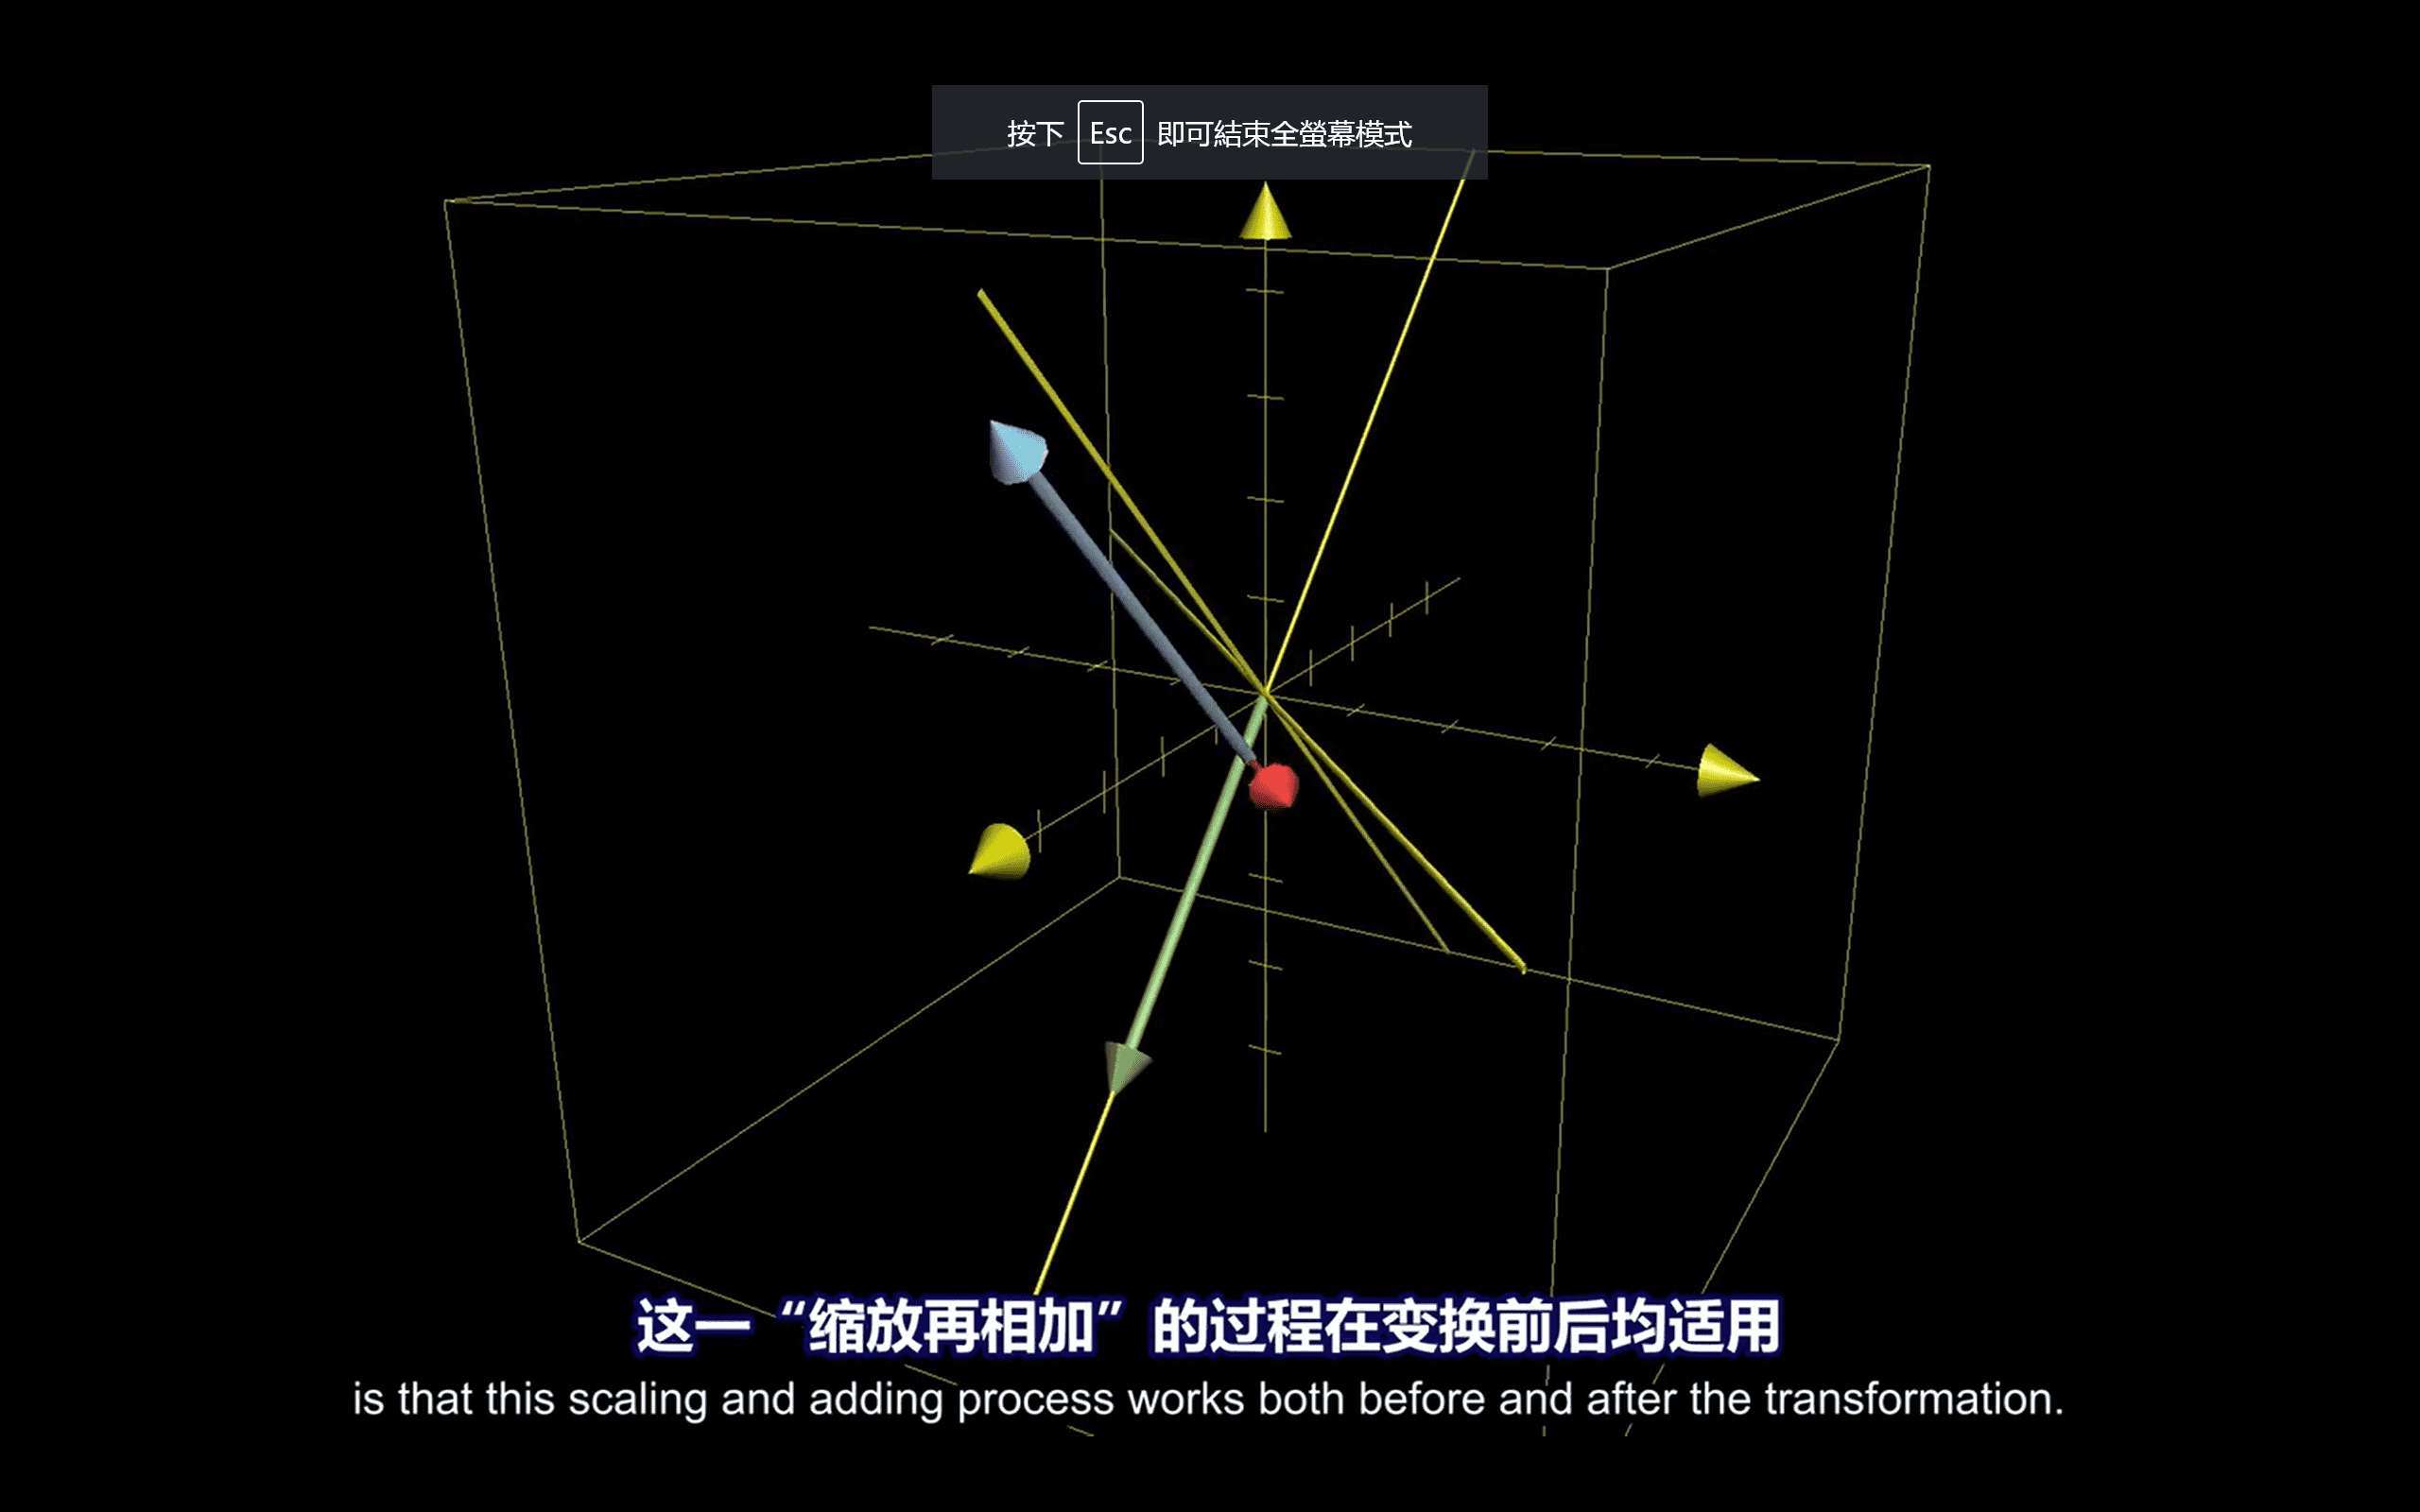 按下 Esc 即可結束全螢幕模式
这一“缩放再相加”的过程在变换前后均适用
is that this scaling and adding process works both before and after the transformation.